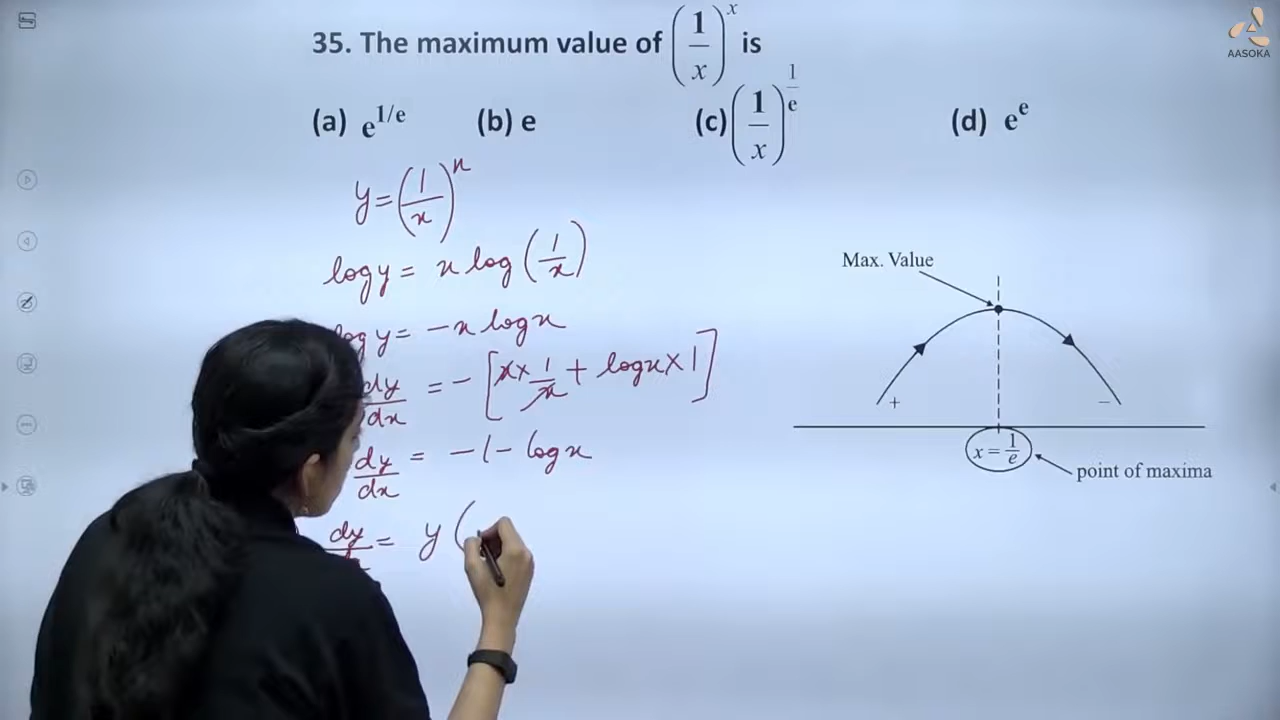 AASOKA
35. The maximum value of (1/x)^x is
(a) e^{1/e} (b) e (c) (1/x)^{1/e} (d) e^e
y = (1/x)^x
log y = x log (1/x)
log y = -x log x
dy/dx = - [x × 1/x + log x × 1]
dy/dx = -1 - log x
dy/dx = y (
Max. Value
+ −
x = 1/e
point of maxima